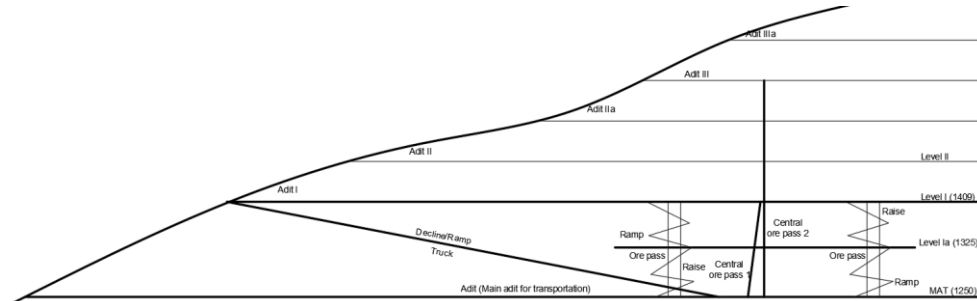 Adit IIIa
Adit III
Adit IIa
Adit II
Level II
Adit I
Level I (1409)
Raise
Central
ore pass 2
Ramp
Decline/Ramp
Truck
Level Ia (1325)
Ore pass
Central
ore pass 1
Ore pass
Raise
Ramp
Adit (Main adit for transportation)
MAT (1250)